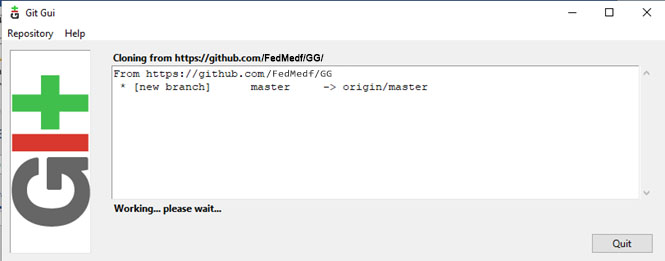 Git Gui
Repository Help
Cloning from https://github.com/FedMedf/GG/
From https://github.com/FedMedf/GG
* [new branch]      master     -> origin/master
GIT
Working... please wait...
Quit